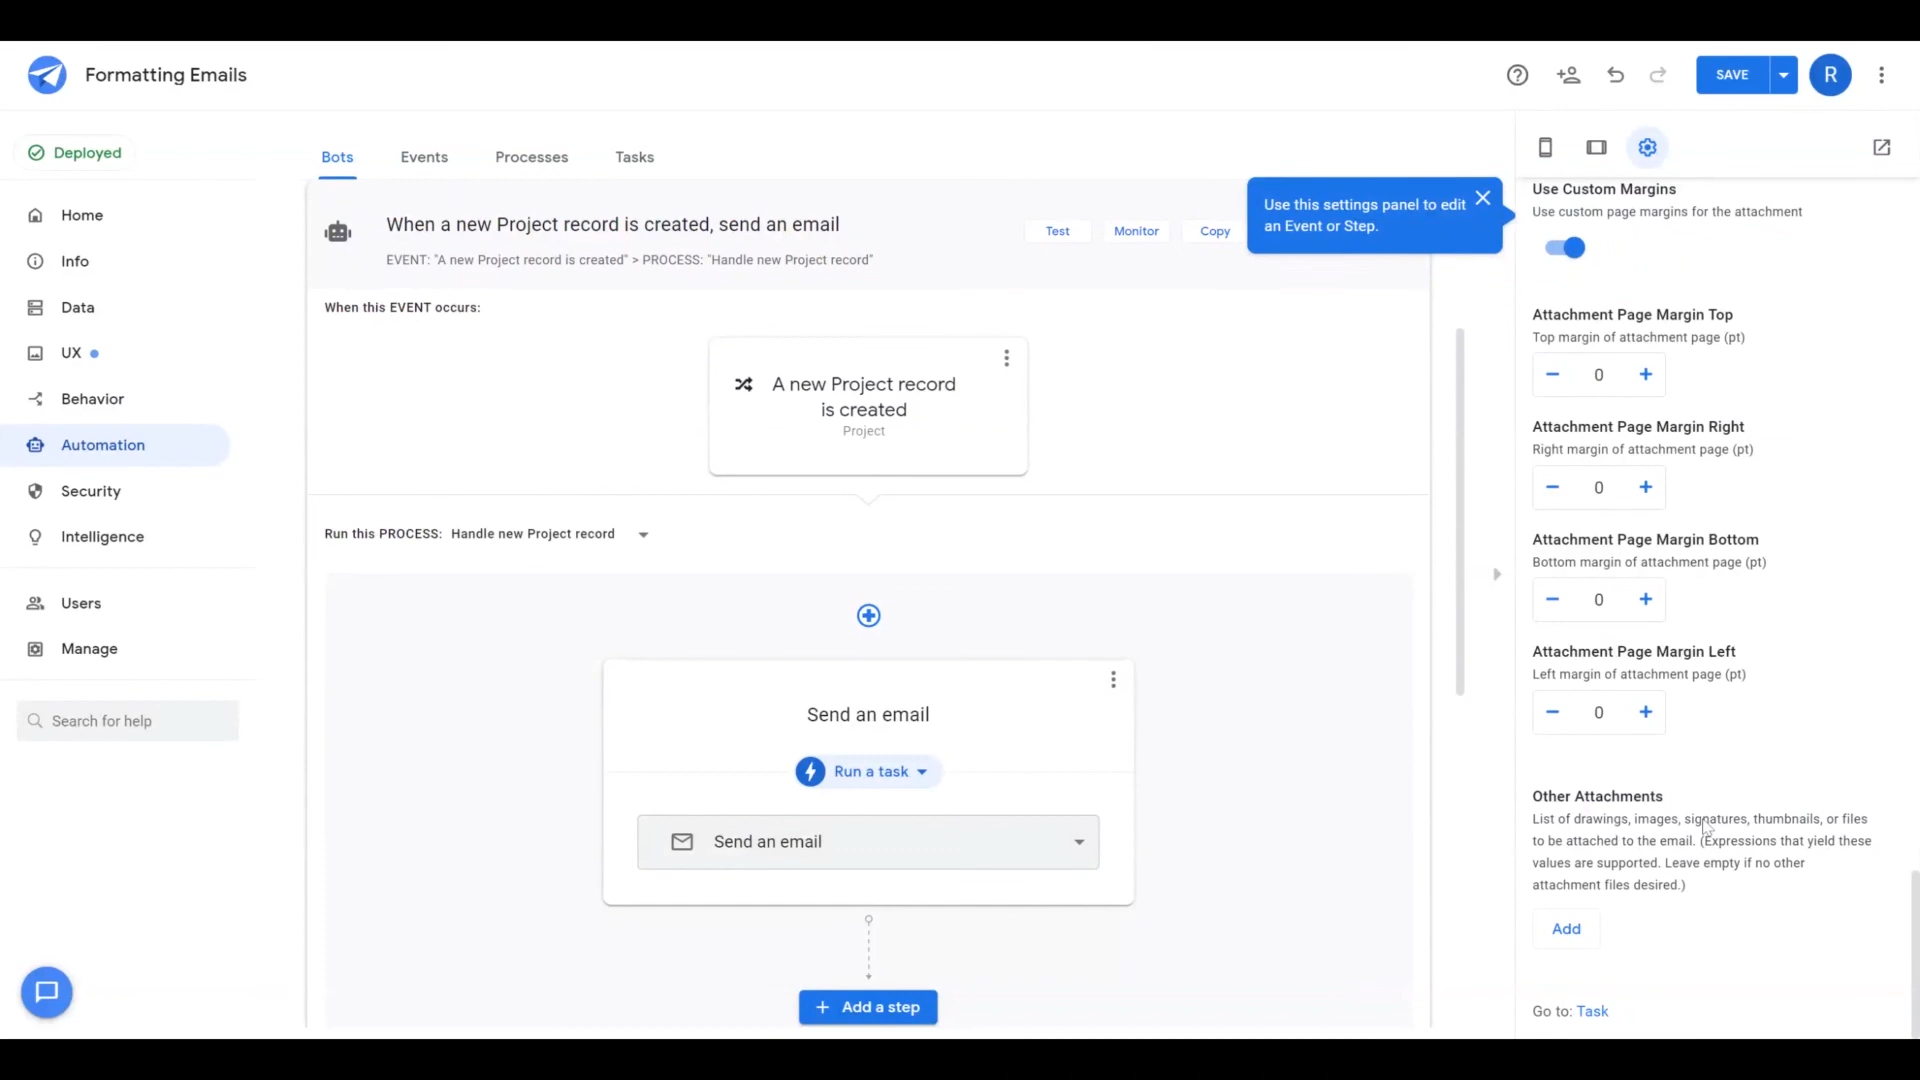 Formatting Emails
SAVE
R
Deployed
Home
Info
Data
UX
Behavior
Automation
Security
Intelligence
Users
Manage
Search for help
Bots
Events
Processes
Tasks
When a new Project record is created, send an email
EVENT: "A new Project record is created" > PROCESS: "Handle new Project record"
Test
Monitor
Copy
Use this settings panel to edit
an Event or Step.
When this EVENT occurs:
A new Project record
is created
Project
Run this PROCESS: Handle new Project record
Send an email
Run a task
Send an email
Add a step
Use Custom Margins
Use custom page margins for the attachment
Attachment Page Margin Top
Top margin of attachment page (pt)
0
Attachment Page Margin Right
Right margin of attachment page (pt)
0
Attachment Page Margin Bottom
Bottom margin of attachment page (pt)
0
Attachment Page Margin Left
Left margin of attachment page (pt)
0
Other Attachments
List of drawings, images, signatures, thumbnails, or files
to be attached to the email. (Expressions that yield these
values are supported. Leave empty if no other
attachment files desired.)
Add
Go to: Task